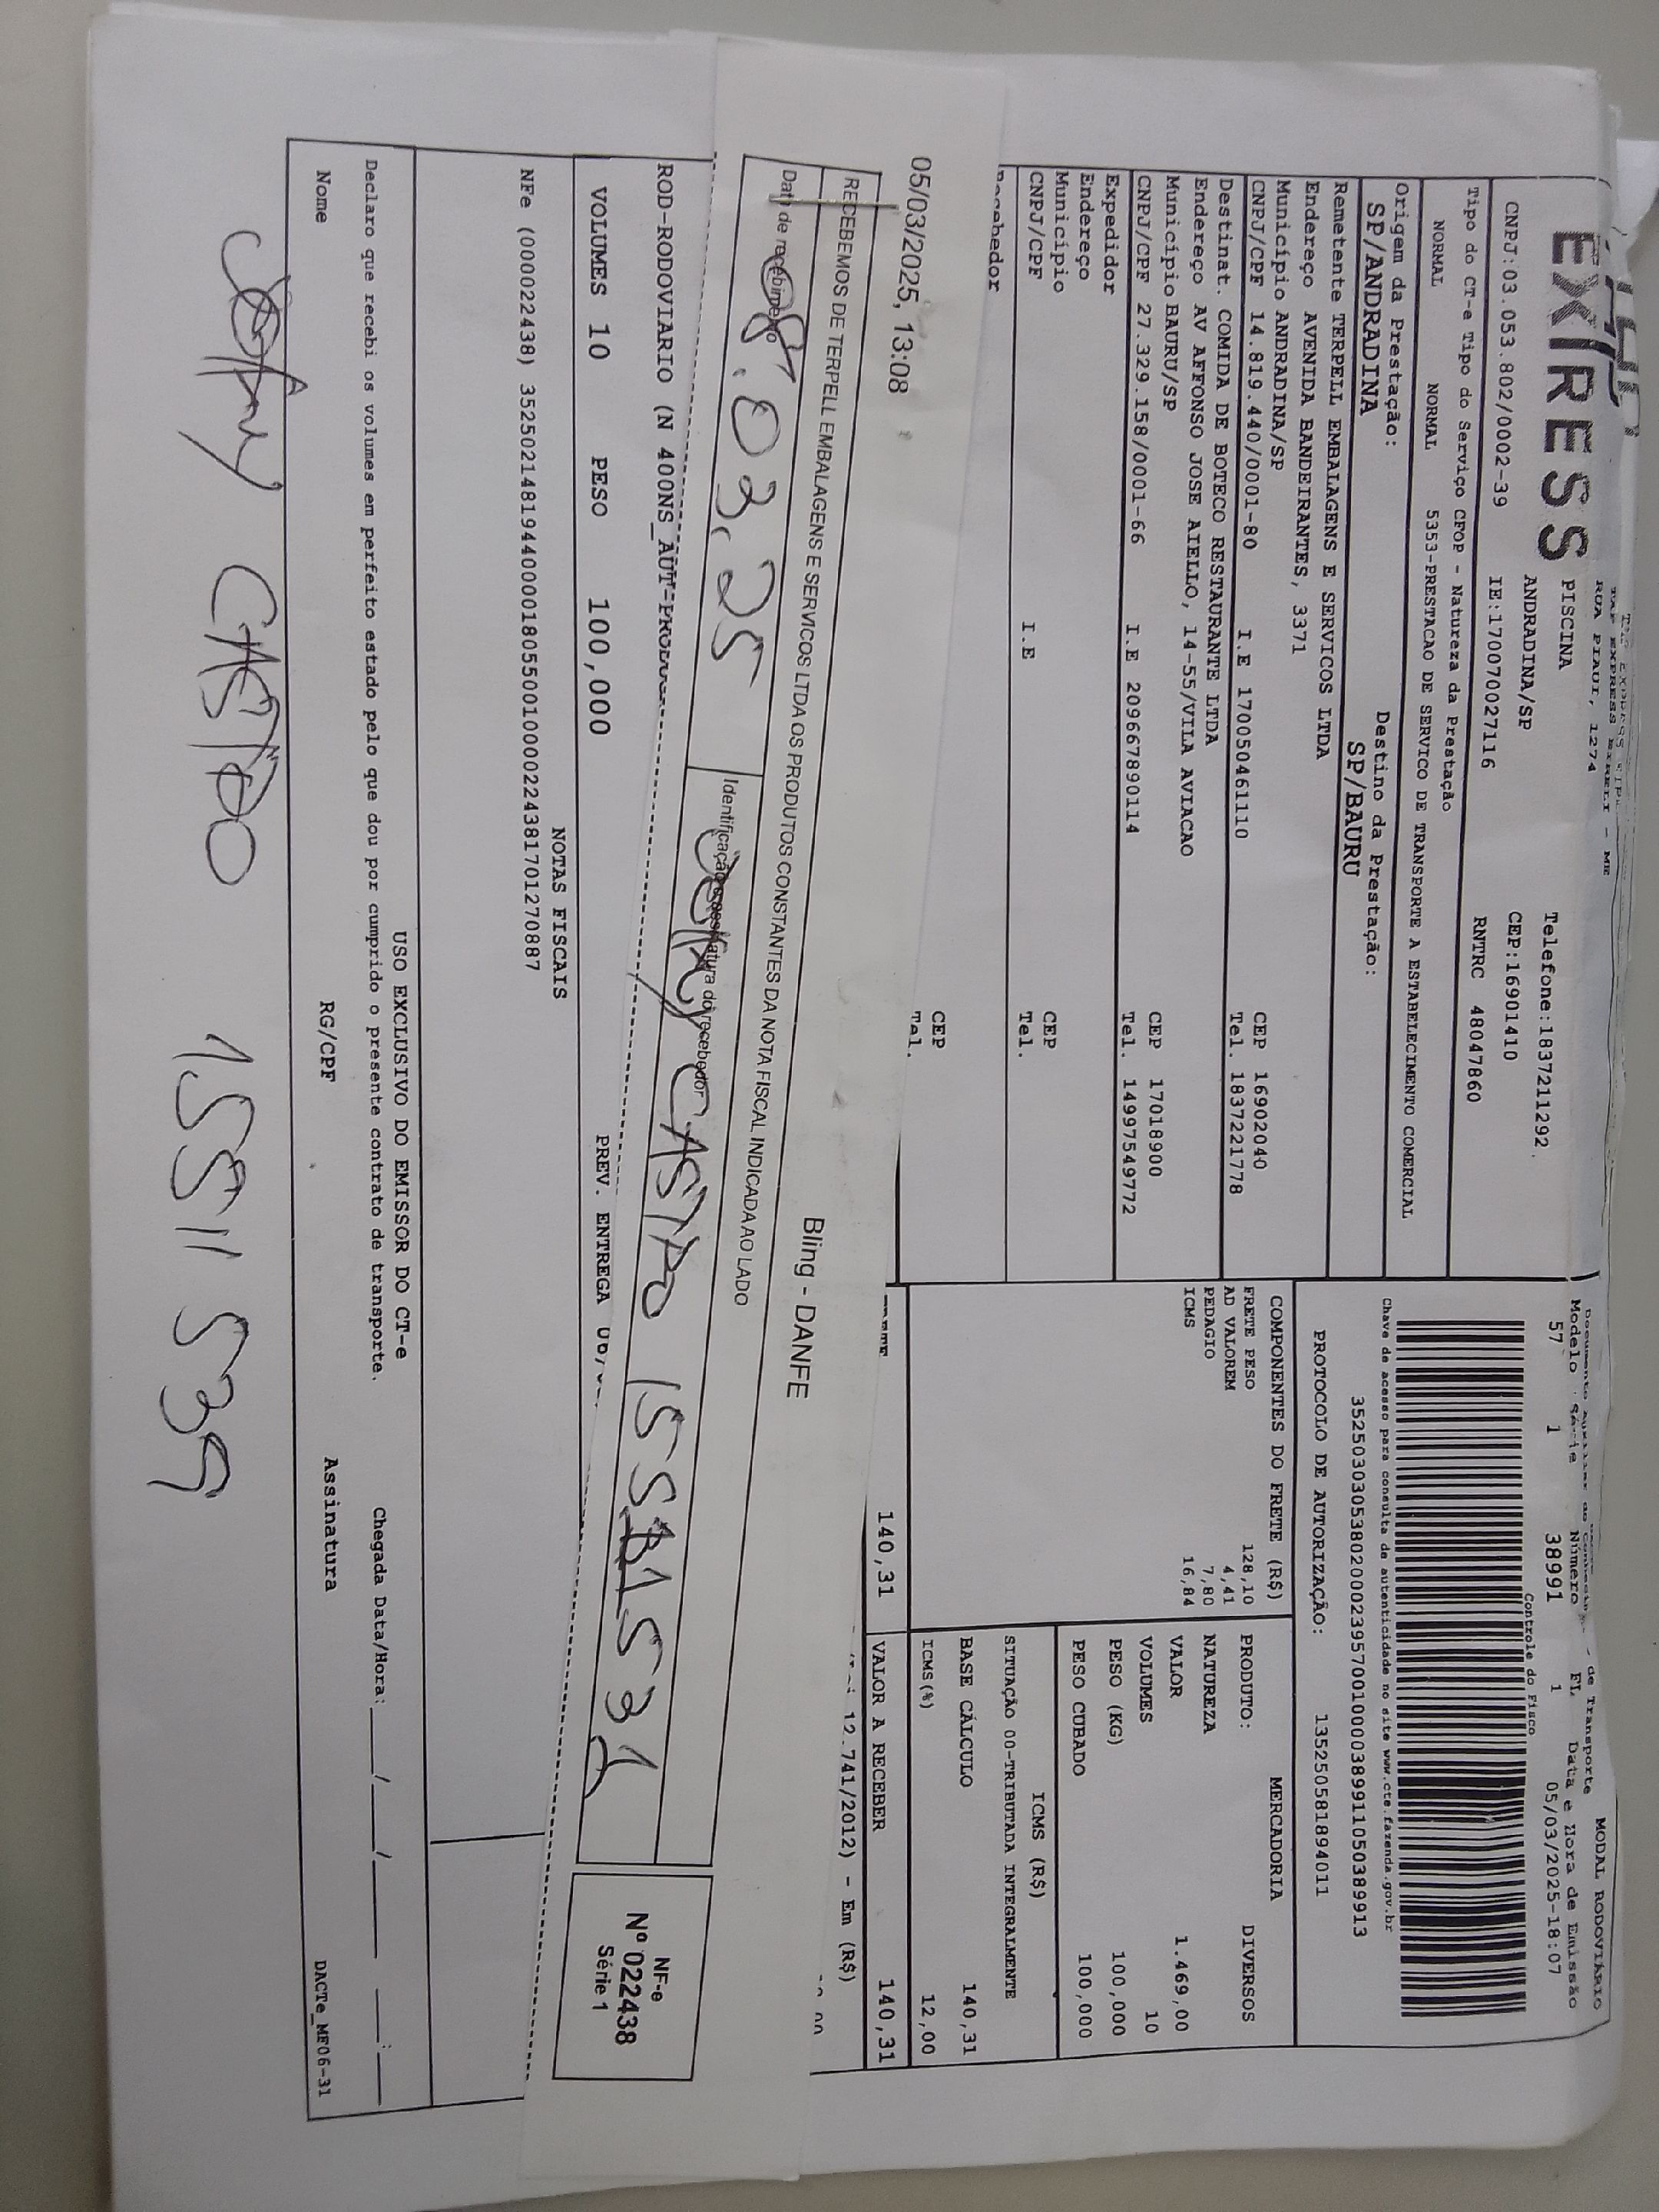 EXPRESS
RUA PIAUI, 1274
PISCINA
ANDRADINA/SP
Telefone:1837211292
CEP:16901410
CNPJ:03.053.802/0002-39
IE:170070027116
RNTRC 48047860
Tipo do CT-e Tipo do Serviço CFOP - Natureza da Prestação
NORMAL NORMAL 5353-PRESTACAO DE SERVICO DE TRANSPORTE A ESTABELECIMENTO COMERCIAL
Origem da Prestação: Destino da Prestação:
SP/ANDRADINA SP/BAURU
Remetente TERPELL EMBALAGENS E SERVICOS LTDA
Endereço AVENIDA BANDEIRANTES, 3371
Município ANDRADINA/SP CEP 16902040
CNPJ/CPF 14.819.440/0001-80 I.E 170050461110 Tel. 1837221778
Destinat. COMIDA DE BOTECO RESTAURANTE LTDA
Endereço AV AFFONSO JOSE AIELLO, 14-55/VILA AVIACAO
Município BAURU/SP CEP 17018900
CNPJ/CPF 27.329.158/0001-66 I.E 209667890114 Tel. 14997549772
Expedidor
Endereço
Município CEP
CNPJ/CPF I.E Tel.
Recebedor
CEP
Tel.
MODAL RODOVIÁRIO
de Transporte
Modelo Série Número FL Data e Hora de Emissão
57 1 38991 1 05/03/2025-18:07
Controle do Fisco
Chave de acesso para consulta de autenticidade no site www.cte.fazenda.gov.br
35250303053802000239570010000389911050389913
PROTOCOLO DE AUTORIZAÇÃO: 135250581894011
COMPONENTES DO FRETE (R$)
FRETE PESO 128,10
AD VALOREM 4,41
PEDAGIO 7,80
ICMS 16,84
140,31
MERCADORIA
PRODUTO: DIVERSOS
NATUREZA
VALOR 1.469,00
VOLUMES 10
PESO (KG) 100,000
PESO CUBADO 100,000
ICMS (R$)
SITUAÇÃO 00-TRIBUTADA INTEGRALMENTE
BASE CÁLCULO 140,31
ICMS(%) 12,00
VALOR A RECEBER 140,31
12.741/2012) - Em (R$)
05/03/2025, 13:08
Bling - DANFE
RECEBEMOS DE TERPELL EMBALAGENS E SERVICOS LTDA OS PRODUTOS CONSTANTES DA NOTA FISCAL INDICADA AO LADO
Data de recebimento Identificação e assinatura do recebedor
08.03.25
CASTRO
NF-e
Nº 022438
Série 1
ROD-RODOVIARIO (N 400NS_AUT-
VOLUMES 10 PESO 100,000 PREV. ENTREGA
NOTAS FISCAIS
NFe (000022438) 35250214819440000180550010000224381701270887
USO EXCLUSIVO DO EMISSOR DO CT-e
Declaro que recebi os volumes em perfeito estado pelo que dou por cumprido o presente contrato de transporte. Chegada Data/Hora:____/____/______ ____:____
Nome RG/CPF Assinatura DACTe_MF06-31
CASTRO 15511 539